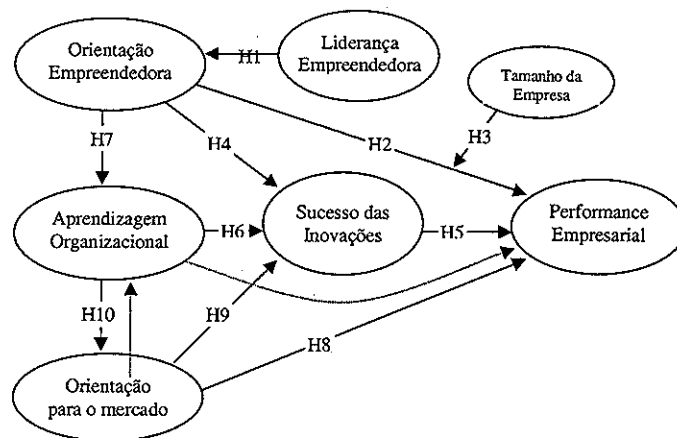 Orientação
Empreendedora
H1
Liderança
Empreendedora
Tamanho da
Empresa
H7
H4
H2
H3
Aprendizagem
Organizacional
H6
Sucesso das
Inovações
H5
Performance
Empresarial
H10
H9
H8
Orientação
para o mercado